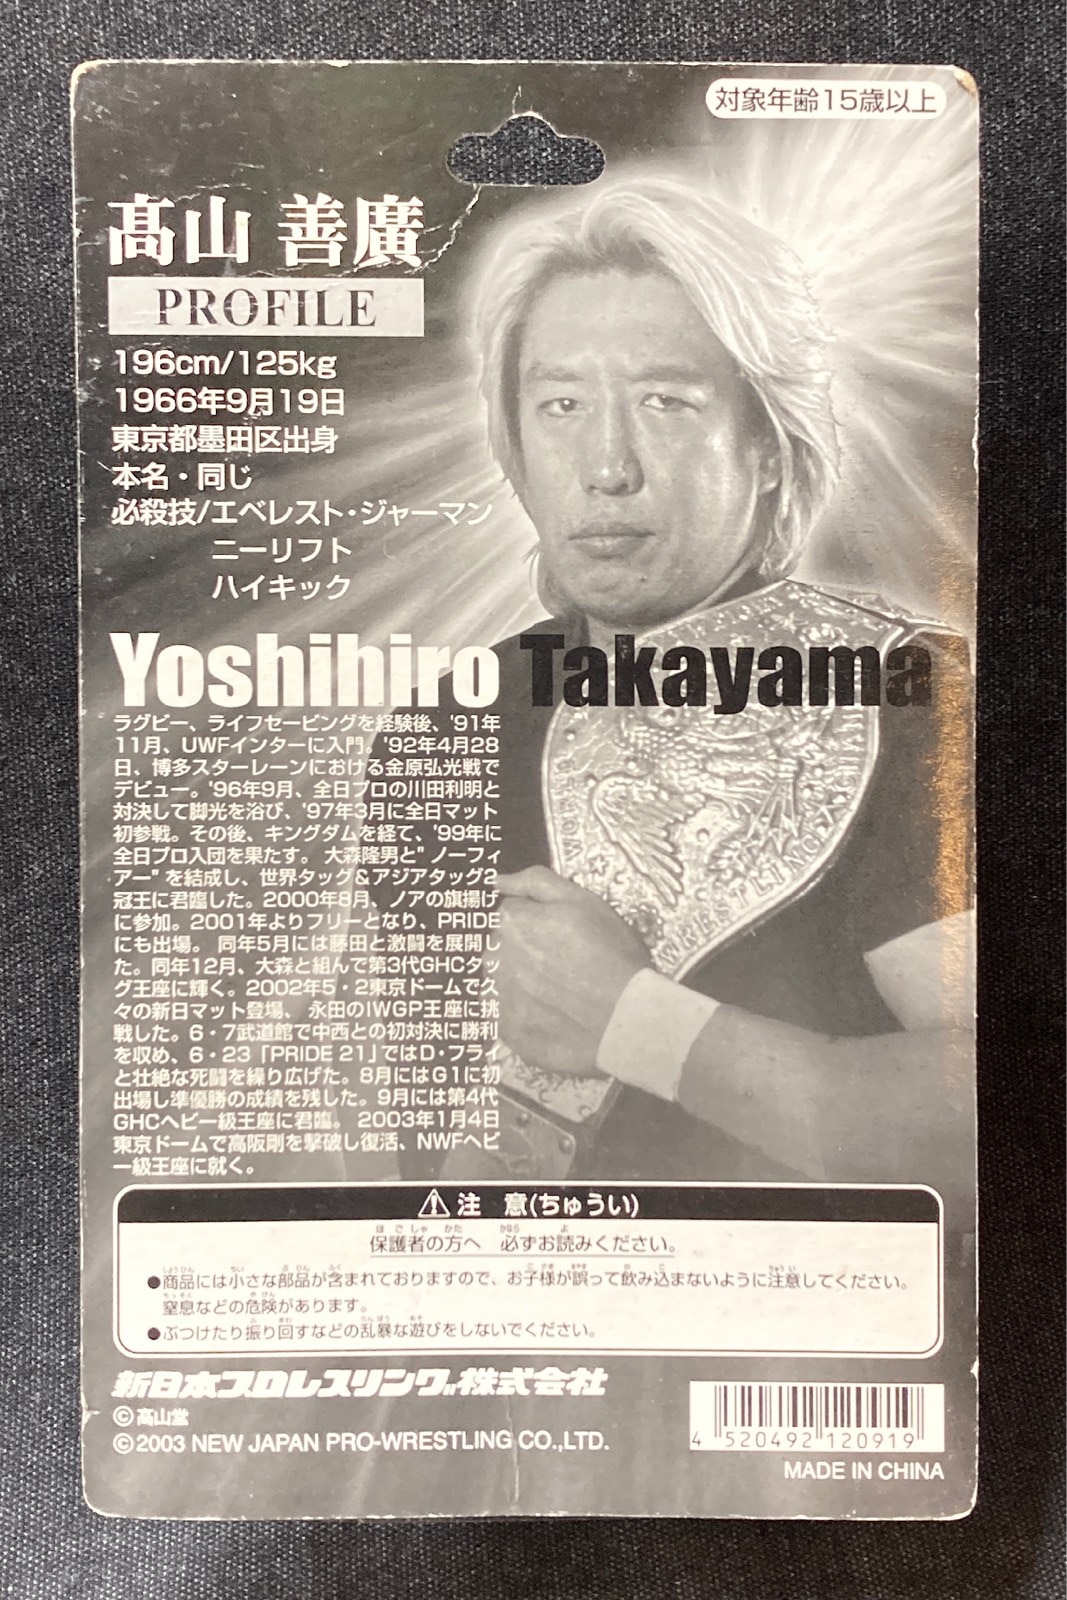 対象年齢15歳以上
髙山 善廣
PROFILE
196cm/125kg
1966年9月19日
東京都墨田区出身
本名・同じ
必殺技/エベレスト・ジャーマン
ニーリフト
ハイキック
Yoshihiro Takayama
ラグビー、ライフセービングを経験後、'91年
11月、UWFインターに入門。'92年4月28
日、博多スターレーンにおける金原弘光戦で
デビュー。'96年9月、全日プロの川田利明と
対決して脚光を浴び、'97年3月に全日マット
初参戦。その後、キングダムを経て、'99年に
全日プロ入団を果たす。大森隆男と" ノーフィ
アー" を結成し、世界タッグ&アジアタッグ2
冠王に君臨した。2000年8月、ノアの旗揚げ
に参加。2001年よりフリーとなり、PRIDE
にも出場。 同年5月には藤田と激闘を展開し
た。同年12月、大森と組んで第3代GHCタッ
グ王座に輝く。2002年5・2東京ドームで久
々の新日マット登場、 永田のIWGP王座に挑
戦した。6・7武道館で中西との初対決に勝利
を収め、6・23「PRIDE 21」ではD・フライ
と壮絶な死闘を繰り広げた。8月にはG1に初
出場し準優勝の成績を残した。9月には第4代
GHCヘビー級王座に君臨。 2003年1月4日
東京ドームで高阪剛を撃破し復活、NWFヘビ
ー級王座に就く。
WORLD
WRESTLING
⚠注 意(ちゅうい)
保護者の方へ 必ずお読みください。
●商品には小さな部品が含まれておりますので、お子様が誤って飲み込まないように注意してください。
窒息などの危険があります。
●ぶつけたり振り回すなどの乱暴な遊びをしないでください。
新日本プロレスリング株式会社
©髙山堂
©2003 NEW JAPAN PRO-WRESTLING CO.,LTD.
4 520492 120919
MADE IN CHINA